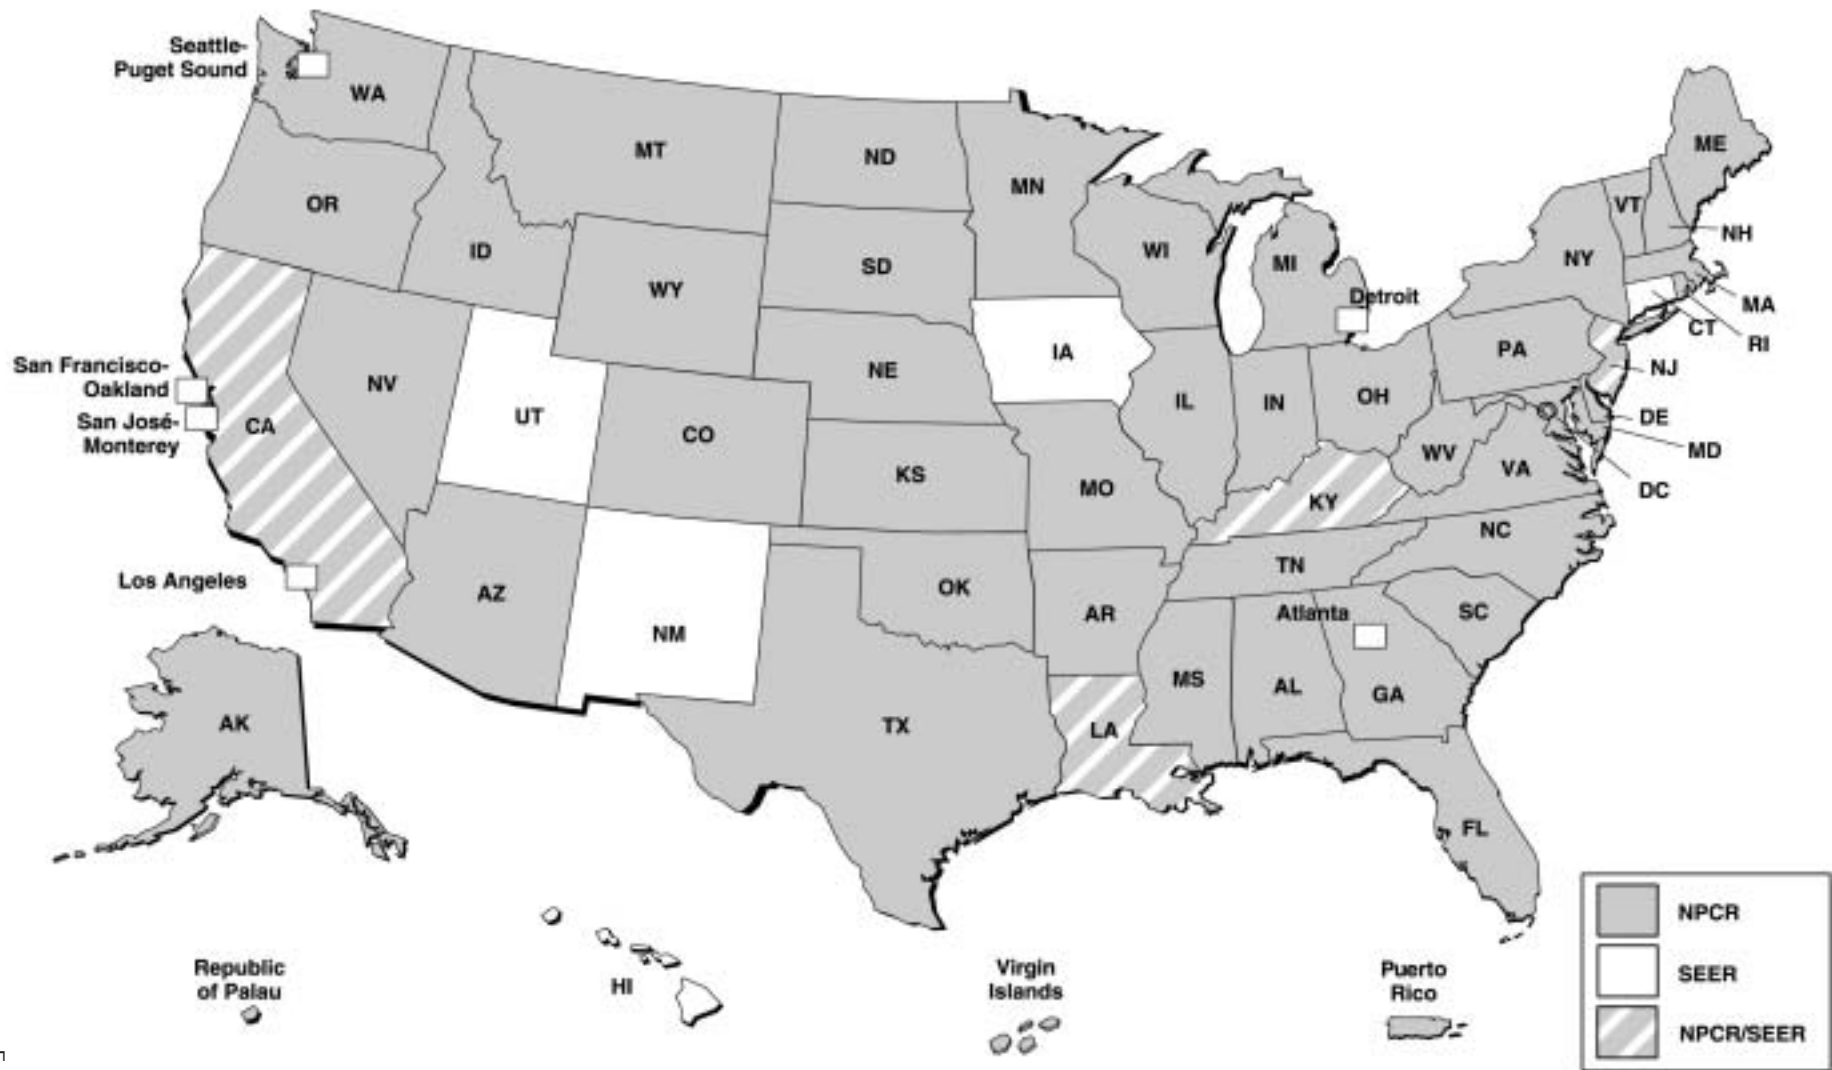 Seattle-
Puget Sound
WA
MT
ND
MN
ME
OR
ID
WY
SD
WI
MI
VT
NH
NY
MA
CT
RI
Detroit
San Francisco-
Oakland
San José-
Monterey
CA
NV
UT
CO
NE
IA
IL
IN
OH
PA
NJ
DE
MD
DC
KS
MO
KY
WV
VA
NC
Los Angeles
AZ
NM
OK
AR
TN
Atlanta
SC
MS
AL
GA
AK
TX
LA
FL
Republic
of Palau
HI
Virgin
Islands
Puerto
Rico
NPCR
SEER
NPCR/SEER